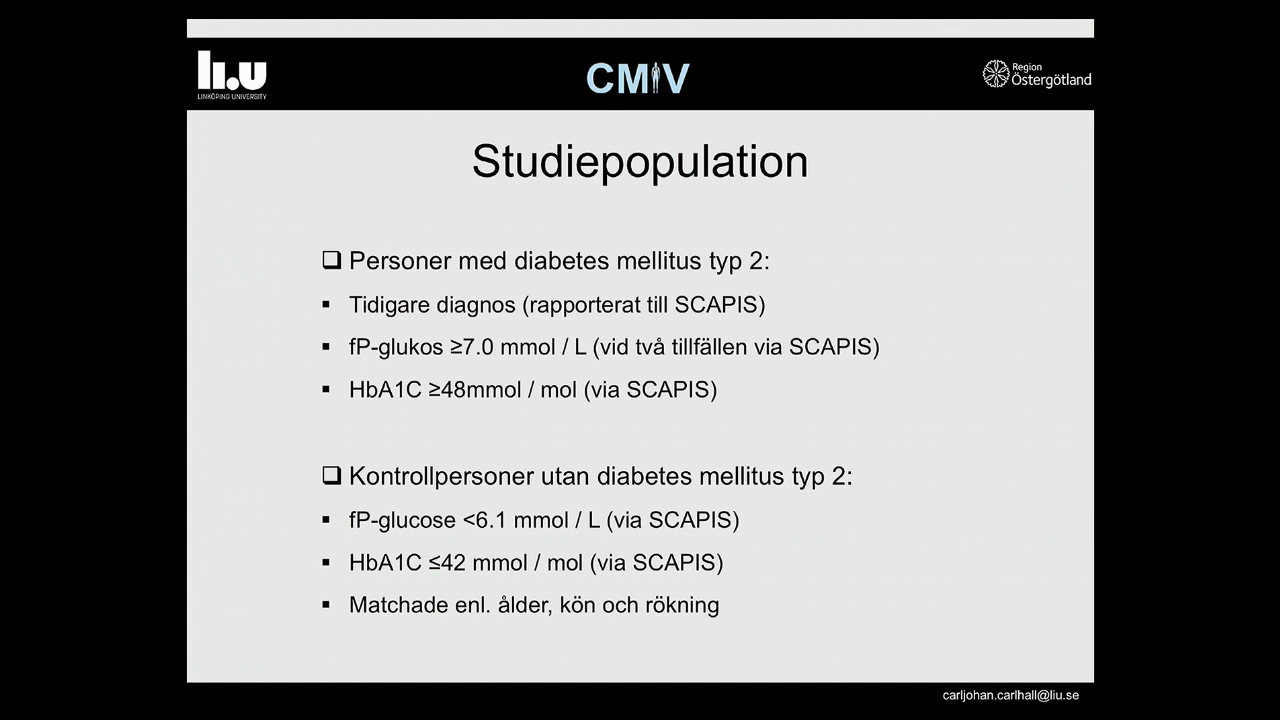 LiU
LINKÖPING UNIVERSITY
CMIV
Region
Östergötland
Studiepopulation
Personer med diabetes mellitus typ 2:
Tidigare diagnos (rapporterat till SCAPIS)
fP-glukos ≥7.0 mmol / L (vid två tillfällen via SCAPIS)
HbA1C ≥48mmol / mol (via SCAPIS)
Kontrollpersoner utan diabetes mellitus typ 2:
fP-glucose <6.1 mmol / L (via SCAPIS)
HbA1C ≤42 mmol / mol (via SCAPIS)
Matchade enl. ålder, kön och rökning
carljohan.carlhall@liu.se